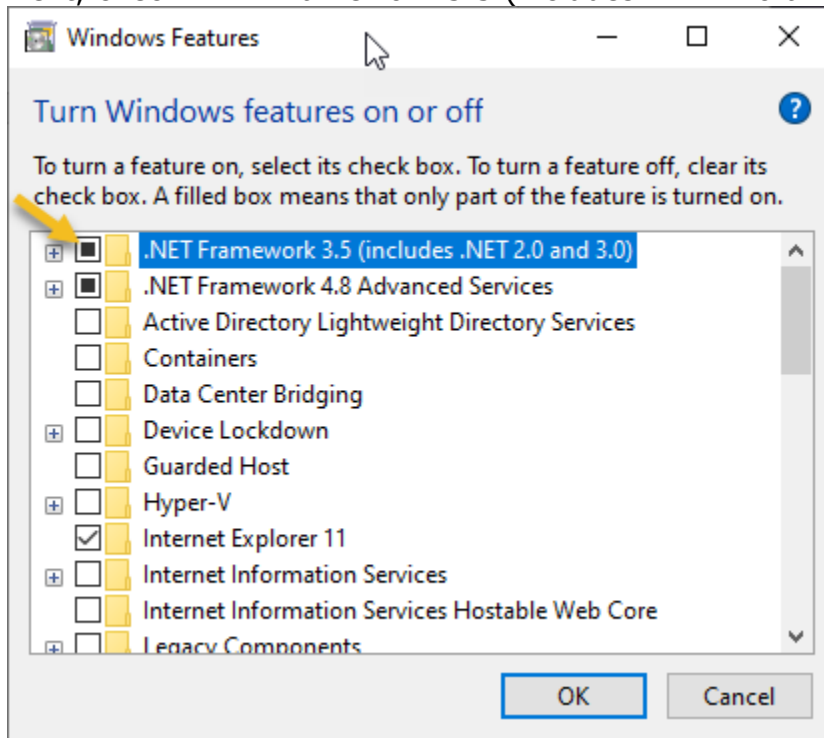 Windows Features
Turn Windows features on or off
?
To turn a feature on, select its check box. To turn a feature off, clear its
check box. A filled box means that only part of the feature is turned on.
.NET Framework 3.5 (includes .NET 2.0 and 3.0)
.NET Framework 4.8 Advanced Services
Active Directory Lightweight Directory Services
Containers
Data Center Bridging
Device Lockdown
Guarded Host
Hyper-V
Internet Explorer 11
Internet Information Services
Internet Information Services Hostable Web Core
Legacy Components
OK
Cancel